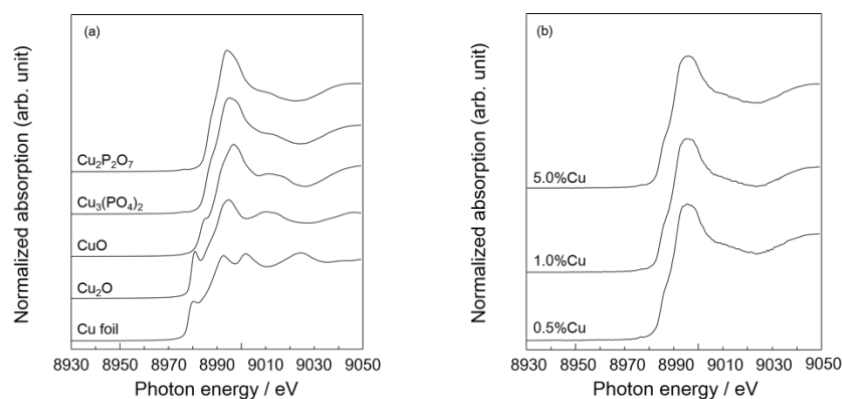 (a)
Normalized absorption (arb. unit)
Cu₂P₂O₇
Cu₃(PO₄)₂
CuO
Cu₂O
Cu foil
8930 8950 8970 8990 9010 9030 9050
Photon energy / eV
(b)
Normalized absorption (arb. unit)
5.0%Cu
1.0%Cu
0.5%Cu
8930 8950 8970 8990 9010 9030 9050
Photon energy / eV